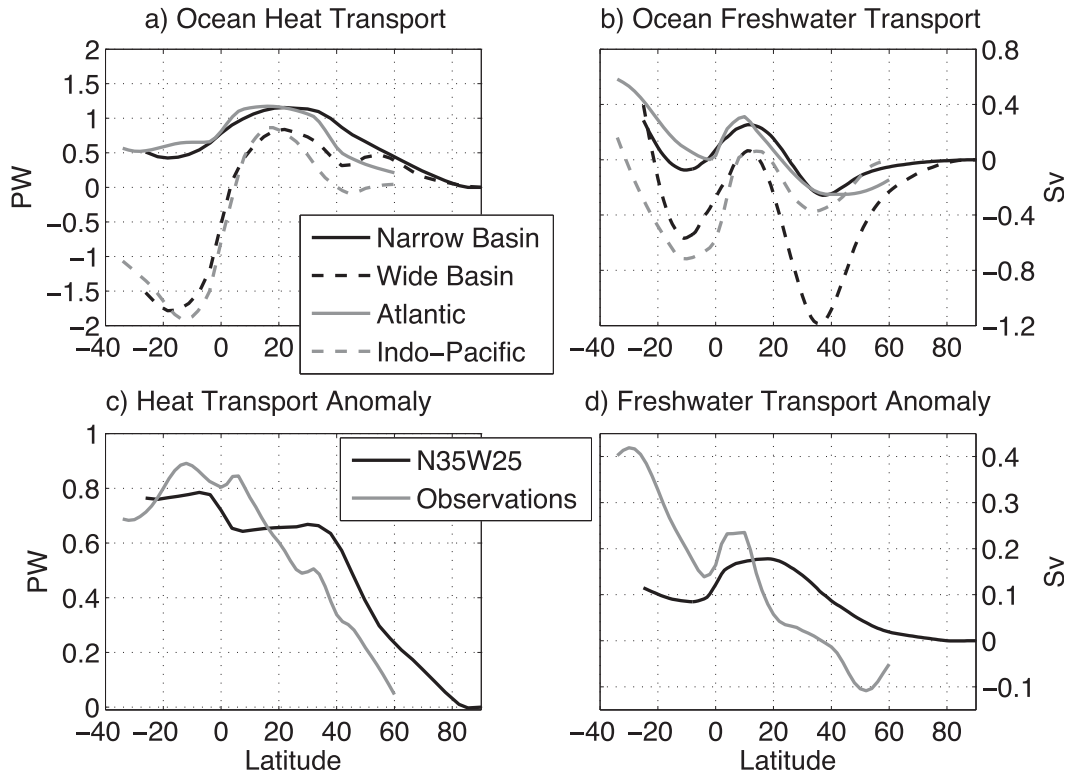 a) Ocean Heat Transport
2
1.5
1
0.5
0
−0.5
−1
−1.5
−2
PW
−40 −20 0 20 40 60 80
Narrow Basin
Wide Basin
Atlantic
Indo−Pacific
b) Ocean Freshwater Transport
0.8
0.4
0
−0.4
−0.8
−1.2
Sv
−40 −20 0 20 40 60 80
c) Heat Transport Anomaly
1
0.8
0.6
0.4
0.2
0
PW
−40 −20 0 20 40 60 80
Latitude
N35W25
Observations
d) Freshwater Transport Anomaly
0.4
0.3
0.2
0.1
0
−0.1
Sv
−40 −20 0 20 40 60 80
Latitude